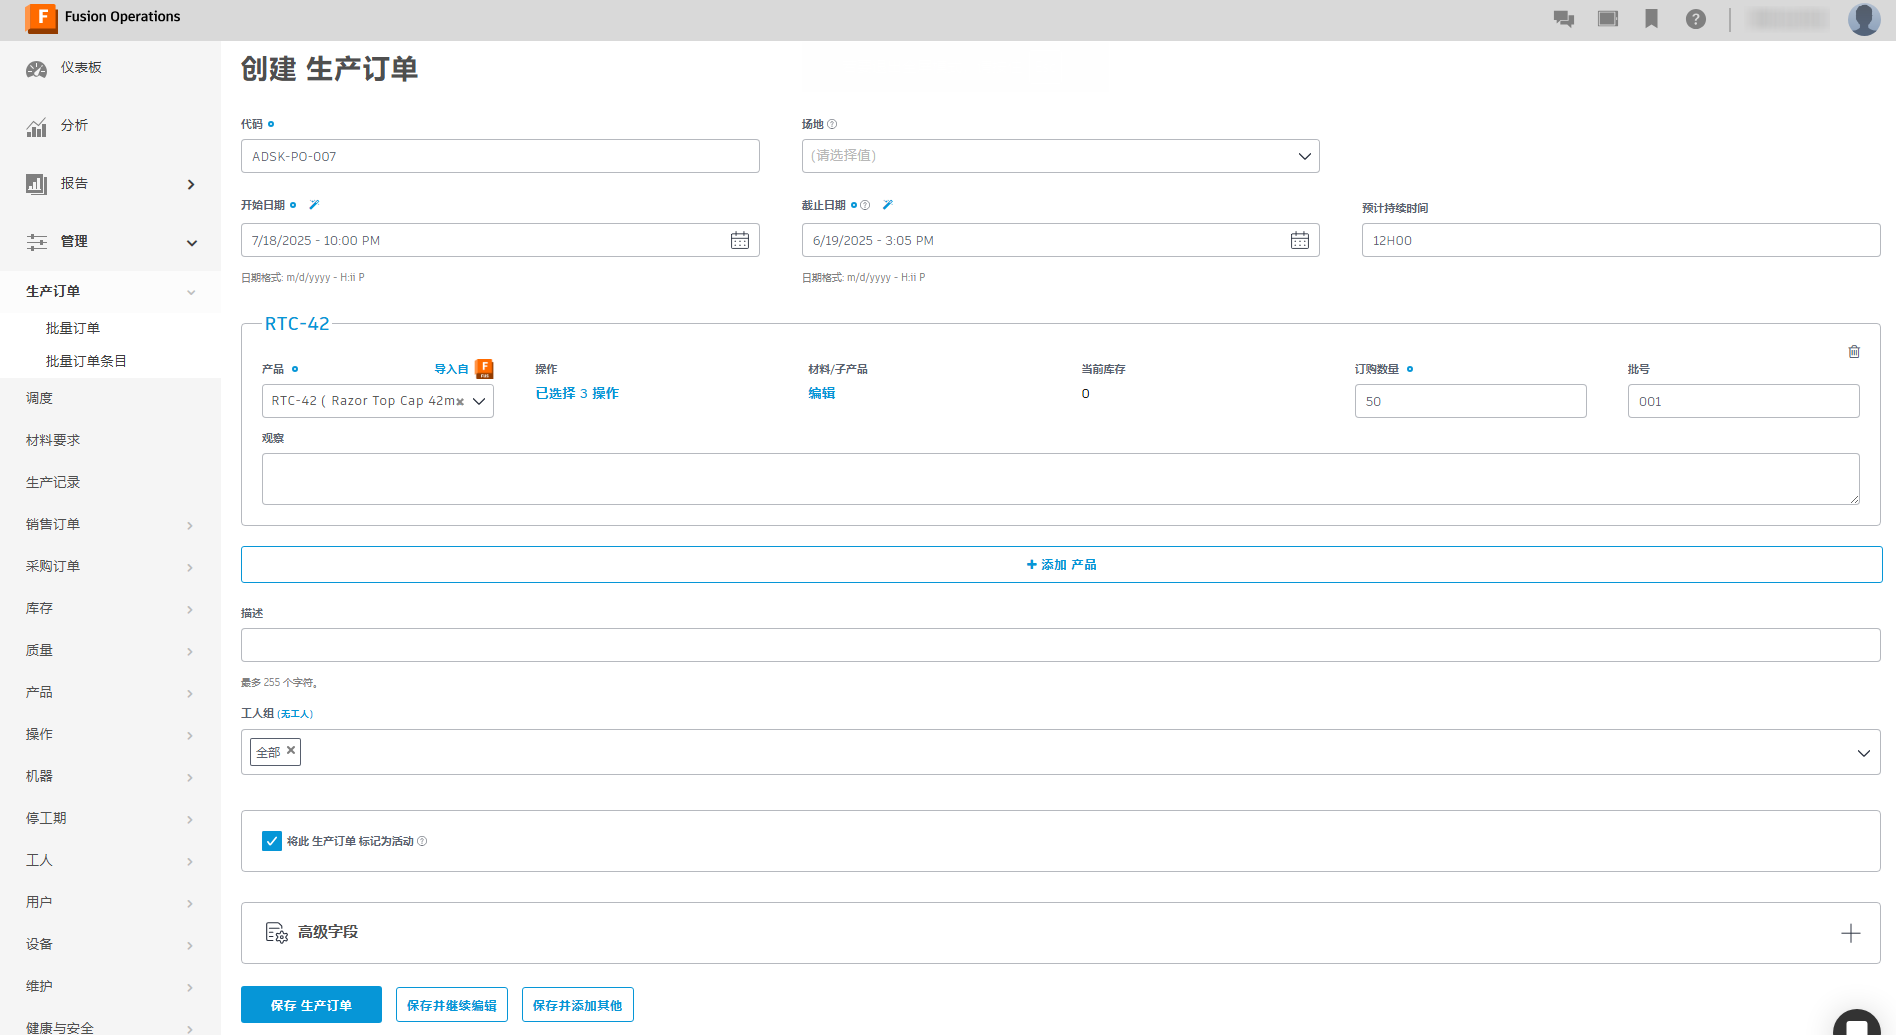 Fusion Operations
仪表板
分析
报告
管理
生产订单
批量订单
批量订单条目
调度
材料要求
生产记录
销售订单
采购订单
库存
质量
产品
操作
机器
停工期
工人
用户
设备
维护
健康与安全
创建 生产订单
代码
ADSK-PO-007
场地
(请选择值)
开始日期
7/18/2025 - 10:00 PM
日期格式: m/d/yyyy - H:ii P
截止日期
6/19/2025 - 3:05 PM
日期格式: m/d/yyyy - H:ii P
预计持续时间
12H00
RTC-42
产品
导入自
RTC-42 ( Razor Top Cap 42m
操作
已选择 3 操作
材料/子产品
编辑
当前库存
0
订购数量
50
批号
001
观察
+ 添加 产品
描述
最多 255 个字符。
工人组 (无工人)
全部
将此 生产订单 标记为活动
高级字段
保存 生产订单
保存并继续编辑
保存并添加其他